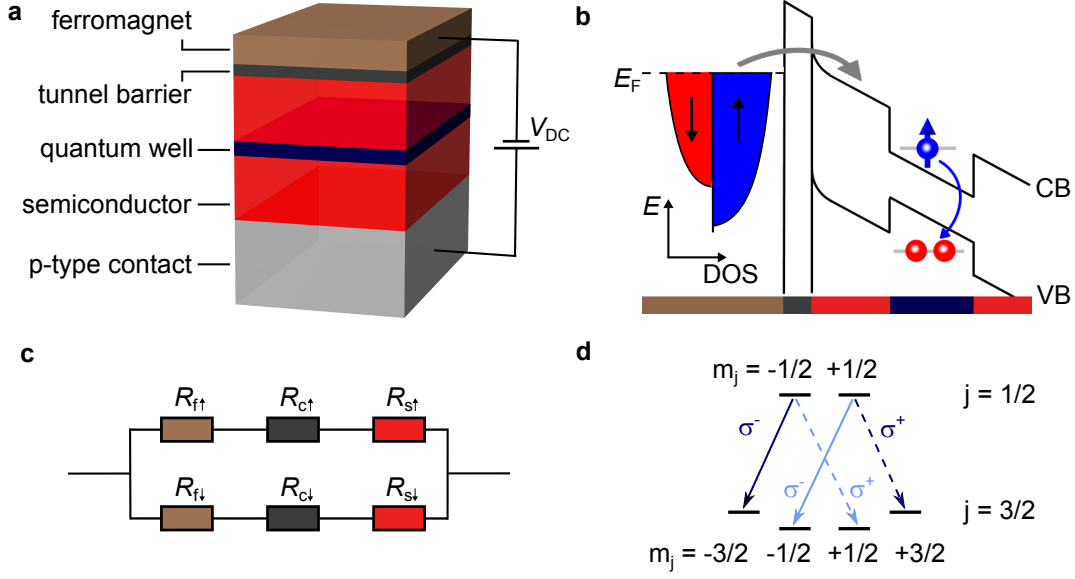 a
ferromagnet
tunnel barrier
quantum well
semiconductor
p-type contact
V_DC
b
E_F
E
DOS
CB
VB
c
R_f↑ R_c↑ R_s↑
R_f↓ R_c↓ R_s↓
d
m_j = -1/2 +1/2
j = 1/2
σ⁻ σ⁺
σ⁻ σ⁺
j = 3/2
m_j = -3/2 -1/2 +1/2 +3/2